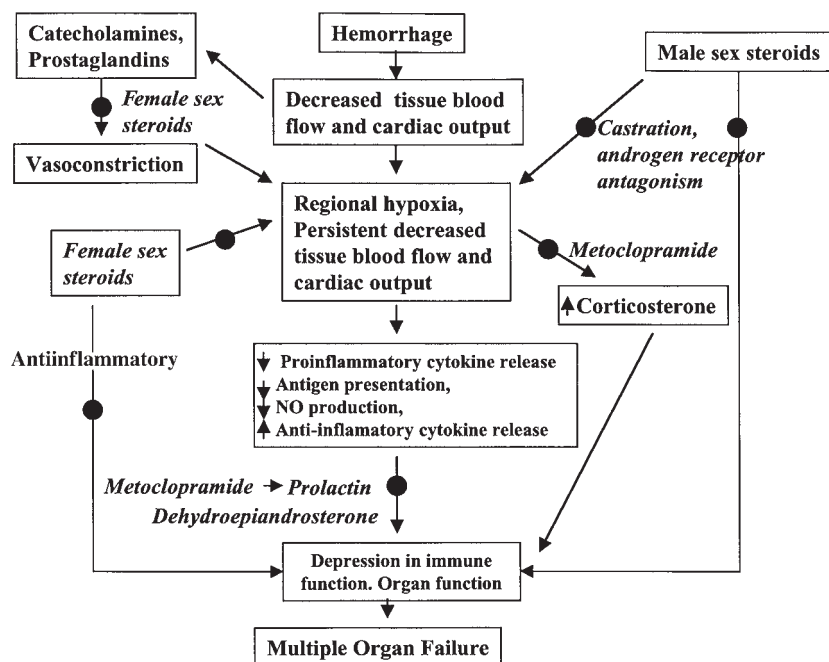 Catecholamines,
Prostaglandins
Hemorrhage
Male sex steroids
Female sex
steroids
Decreased tissue blood
flow and cardiac output
Castration,
androgen receptor
antagonism
Vasoconstriction
Regional hypoxia,
Persistent decreased
tissue blood flow and
cardiac output
Female sex
steroids
Metoclopramide
Corticosterone
Antiinflammatory
Proinflammatory cytokine release
Antigen presentation,
NO production,
Anti-inflamatory cytokine release
Metoclopramide → Prolactin
Dehydroepiandrosterone
Depression in immune
function. Organ function
Multiple Organ Failure